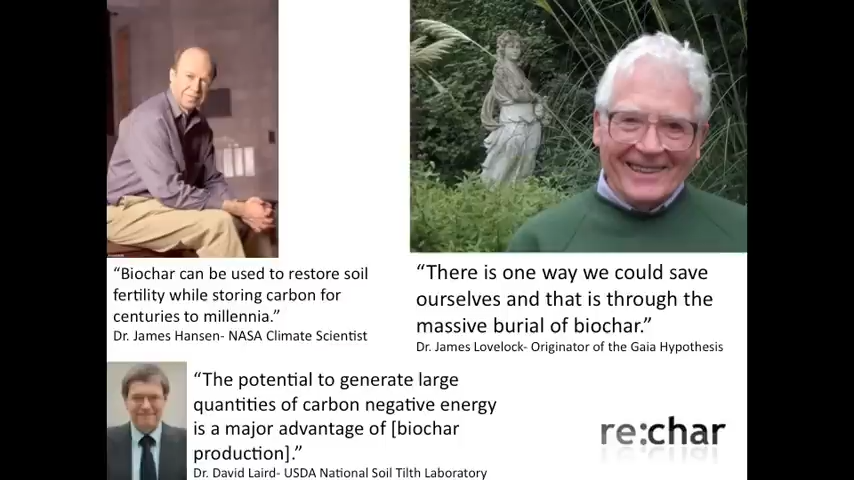 “Biochar can be used to restore soil
fertility while storing carbon for
centuries to millennia.”
Dr. James Hansen- NASA Climate Scientist
“There is one way we could save
ourselves and that is through the
massive burial of biochar.”
Dr. James Lovelock- Originator of the Gaia Hypothesis
“The potential to generate large
quantities of carbon negative energy
is a major advantage of [biochar
production].”
Dr. David Laird- USDA National Soil Tilth Laboratory
re:char